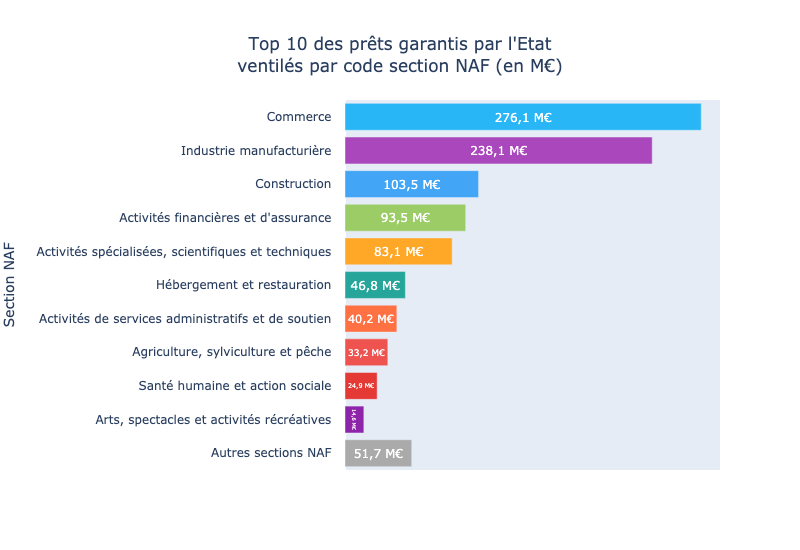 Top 10 des prêts garantis par l'Etat
ventilés par code section NAF (en M€)
Section NAF
Commerce 276,1 M€
Industrie manufacturière 238,1 M€
Construction 103,5 M€
Activités financières et d'assurance 93,5 M€
Activités spécialisées, scientifiques et techniques 83,1 M€
Hébergement et restauration 46,8 M€
Activités de services administratifs et de soutien 40,2 M€
Agriculture, sylviculture et pêche 33,2 M€
Santé humaine et action sociale 24,9 M€
Arts, spectacles et activités récréatives 14,6 M€
Autres sections NAF 51,7 M€